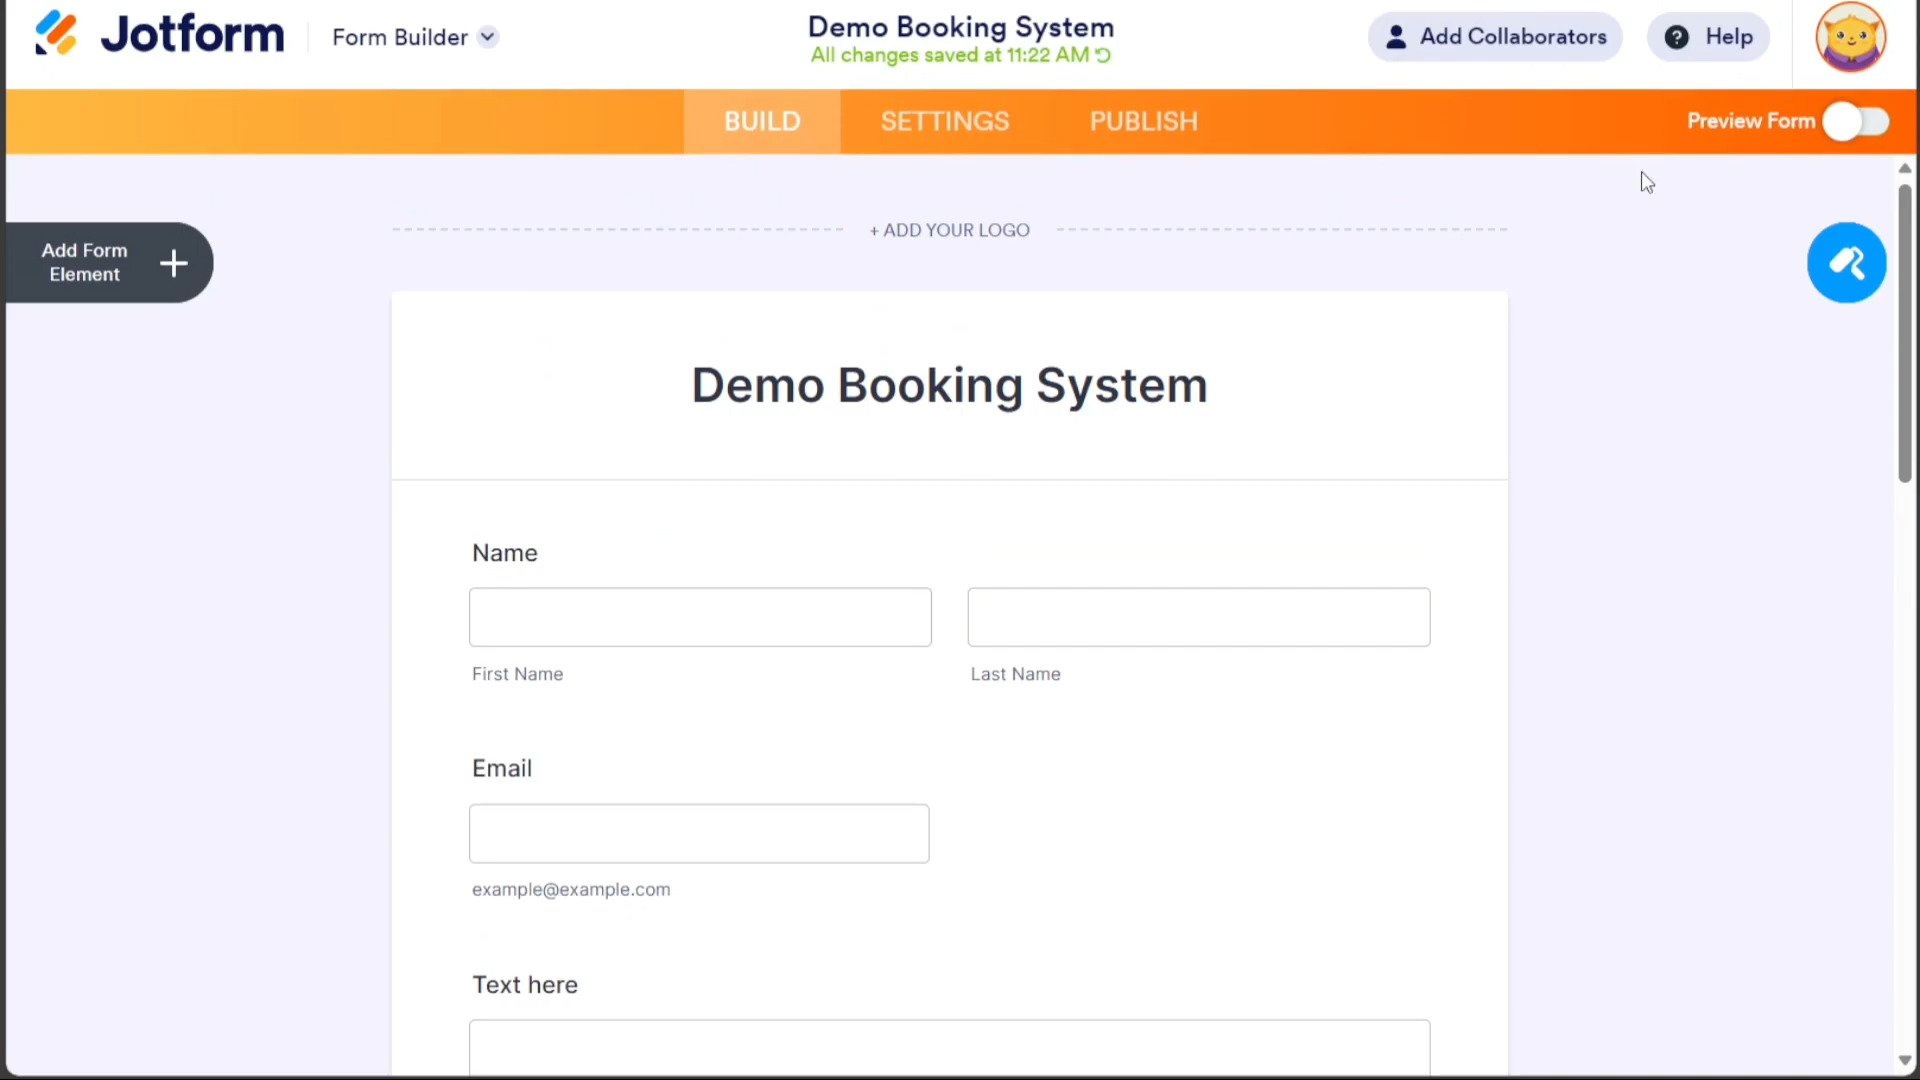 Jotform
Form Builder
Demo Booking System
All changes saved at 11:22 AM
Add Collaborators
? Help
BUILD
SETTINGS
PUBLISH
Preview Form
+ ADD YOUR LOGO
Add Form
Element
Demo Booking System
Name
First Name
Last Name
Email
example@example.com
Text here